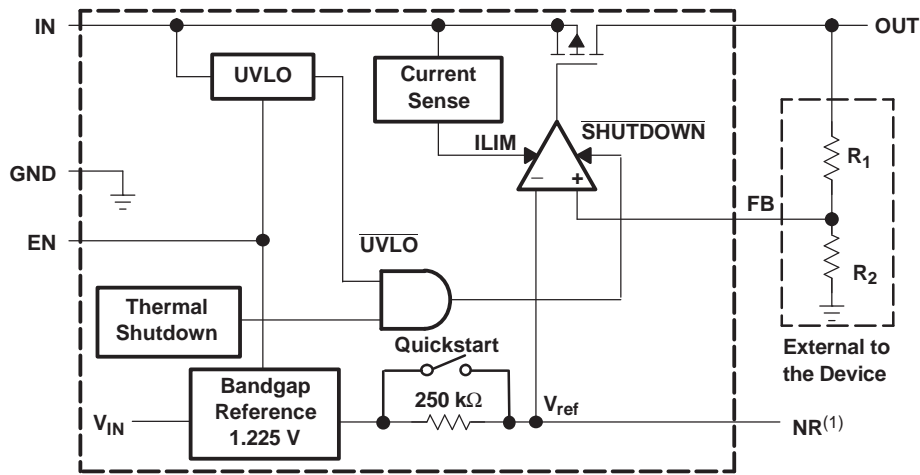 IN
OUT
UVLO
Current
Sense
SHUTDOWN
ILIM
R1
GND
− +
FB
EN
UVLO
R2
Thermal
Shutdown
Quickstart
External to
the Device
Bandgap
Reference
1.225 V
250 kΩ
Vref
VIN
NR(1)